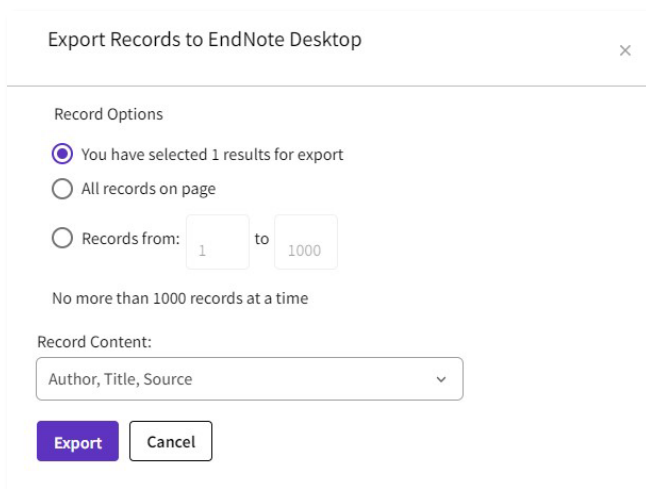 Export Records to EndNote Desktop
×
Record Options
You have selected 1 results for export
All records on page
Records from: 1 to 1000
No more than 1000 records at a time
Record Content:
Author, Title, Source
Export Cancel